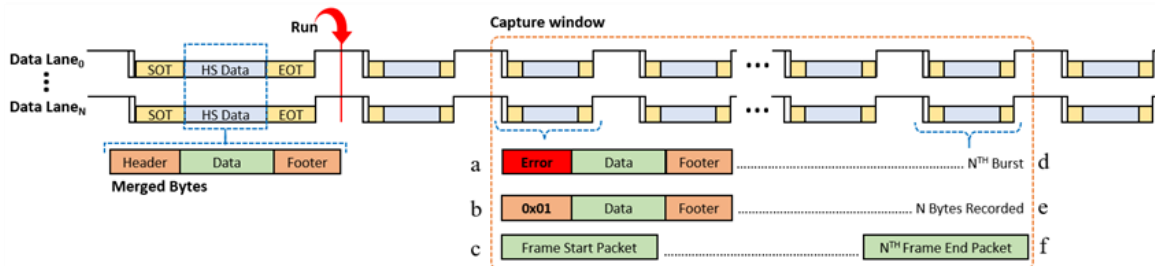 Run
Capture window
Data Lane0
SOT HS Data EOT
Data LaneN
SOT HS Data EOT
Header Data Footer
Merged Bytes
a Error Data Footer NTH Burst d
b 0x01 Data Footer N Bytes Recorded e
c Frame Start Packet NTH Frame End Packet f